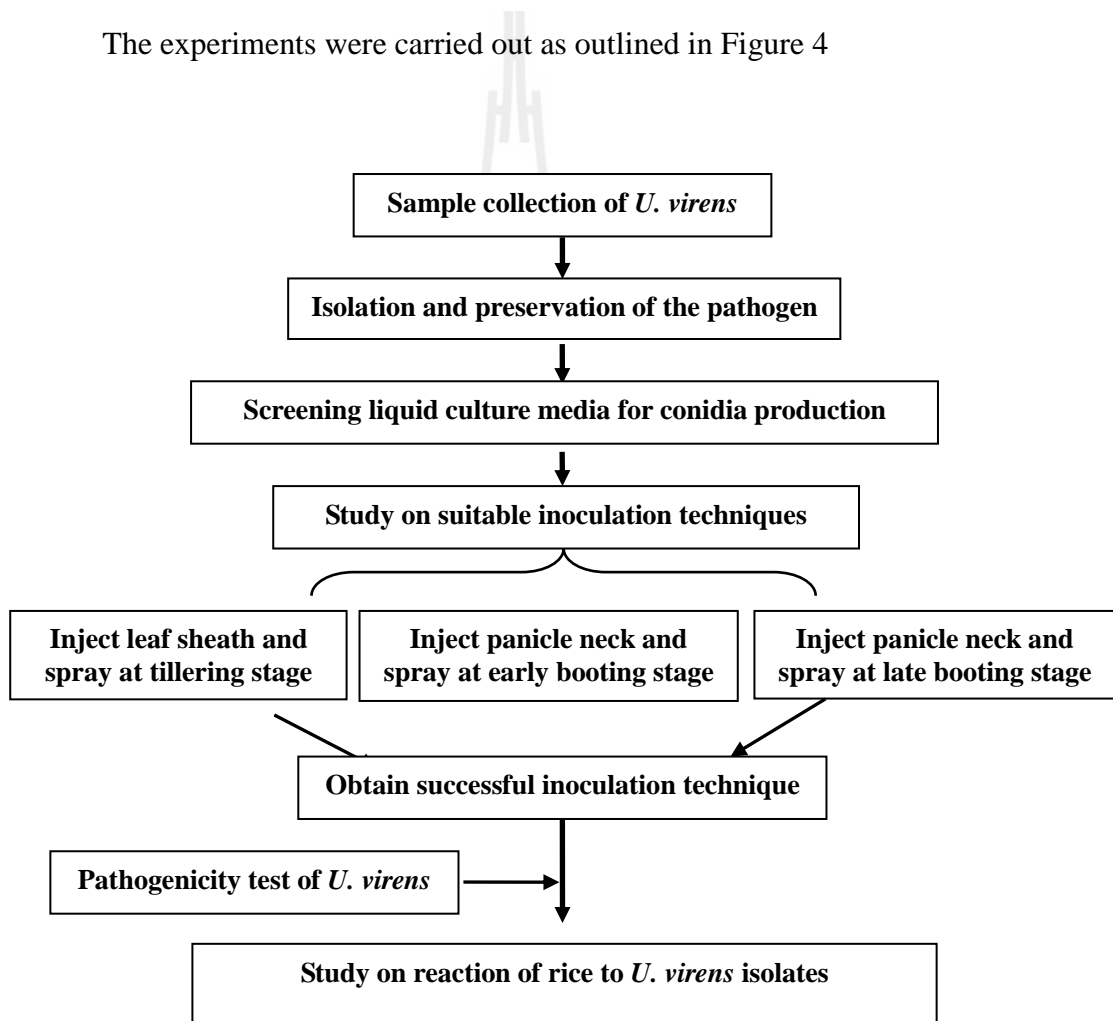 The experiments were carried out as outlined in Figure 4
Sample collection of U. virens
Isolation and preservation of the pathogen
Screening liquid culture media for conidia production
Study on suitable inoculation techniques
Inject leaf sheath and
spray at tillering stage
Inject panicle neck and
spray at early booting stage
Inject panicle neck and
spray at late booting stage
Obtain successful inoculation technique
Pathogenicity test of U. virens
Study on reaction of rice to U. virens isolates